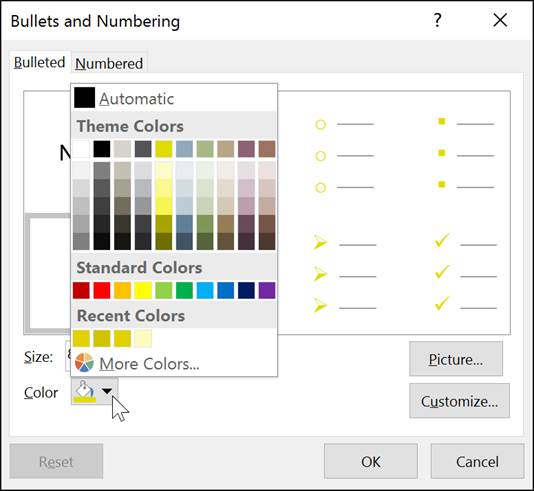 Bullets and Numbering
?
Bulleted
Numbered
Automatic
Theme Colors
Standard Colors
Recent Colors
More Colors...
Size:
Color
Picture...
Customize...
Reset
OK
Cancel